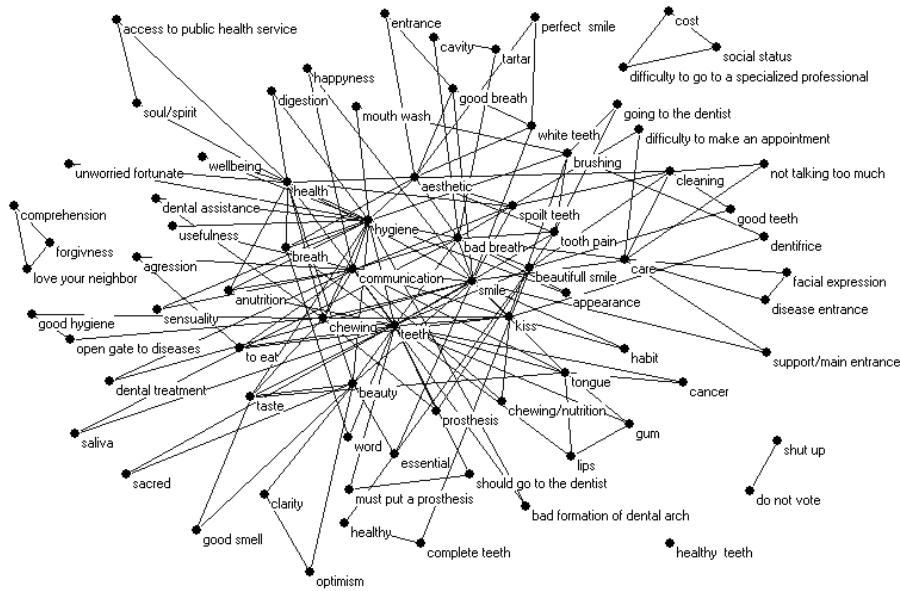 cost
entrance
perfect smile
access to public health service
cavity
social status
tartar
happyness
difficulty to go to a specialized professional
digestion
good breath
soul/spirit
mouth wash
going to the dentist
white teeth
difficulty to make an appointment
wellbeing
brushing
unworried fortunate
not talking too much
health
aesthetic
cleaning
dental assistance
comprehension
spoilt teeth
good teeth
hygiene
usefulness
bad breath
tooth pain
dentifrice
forgivness
breath
agression
care
love your neighbor
communication
beautifull smile
facial expression
smile
anutrition
appearance
disease entrance
sensuality
good hygiene
chewing
kiss
teeth
open gate to diseases
to eat
habit
support/main entrance
dental treatment
beauty
tongue
cancer
taste
chewing/nutrition
prosthesis
gum
saliva
word
shut up
essential
lips
sacred
should go to the dentist
must put a prosthesis
do not vote
clarity
bad formation of dental arch
healthy
good smell
complete teeth
healthy teeth
optimism